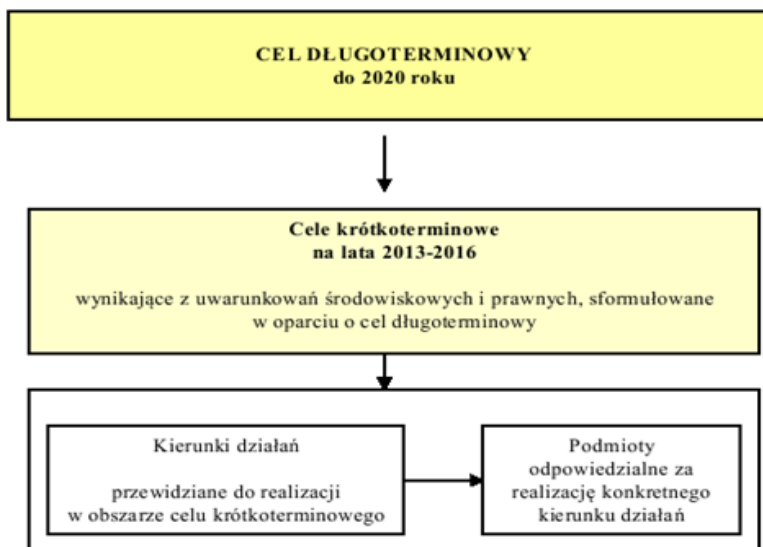 CEL DŁUGOTERMINOWY
do 2020 roku
Cele krótkoterminowe
na lata 2013-2016
wynikające z uwarunkowań środowiskowych i prawnych, sformułowane
w oparciu o cel długoterminowy
Kierunki działań
przewidziane do realizacji
w obszarze celu krótkoterminowego
Podmioty
odpowiedzialne za
realizację konkretnego
kierunku działań